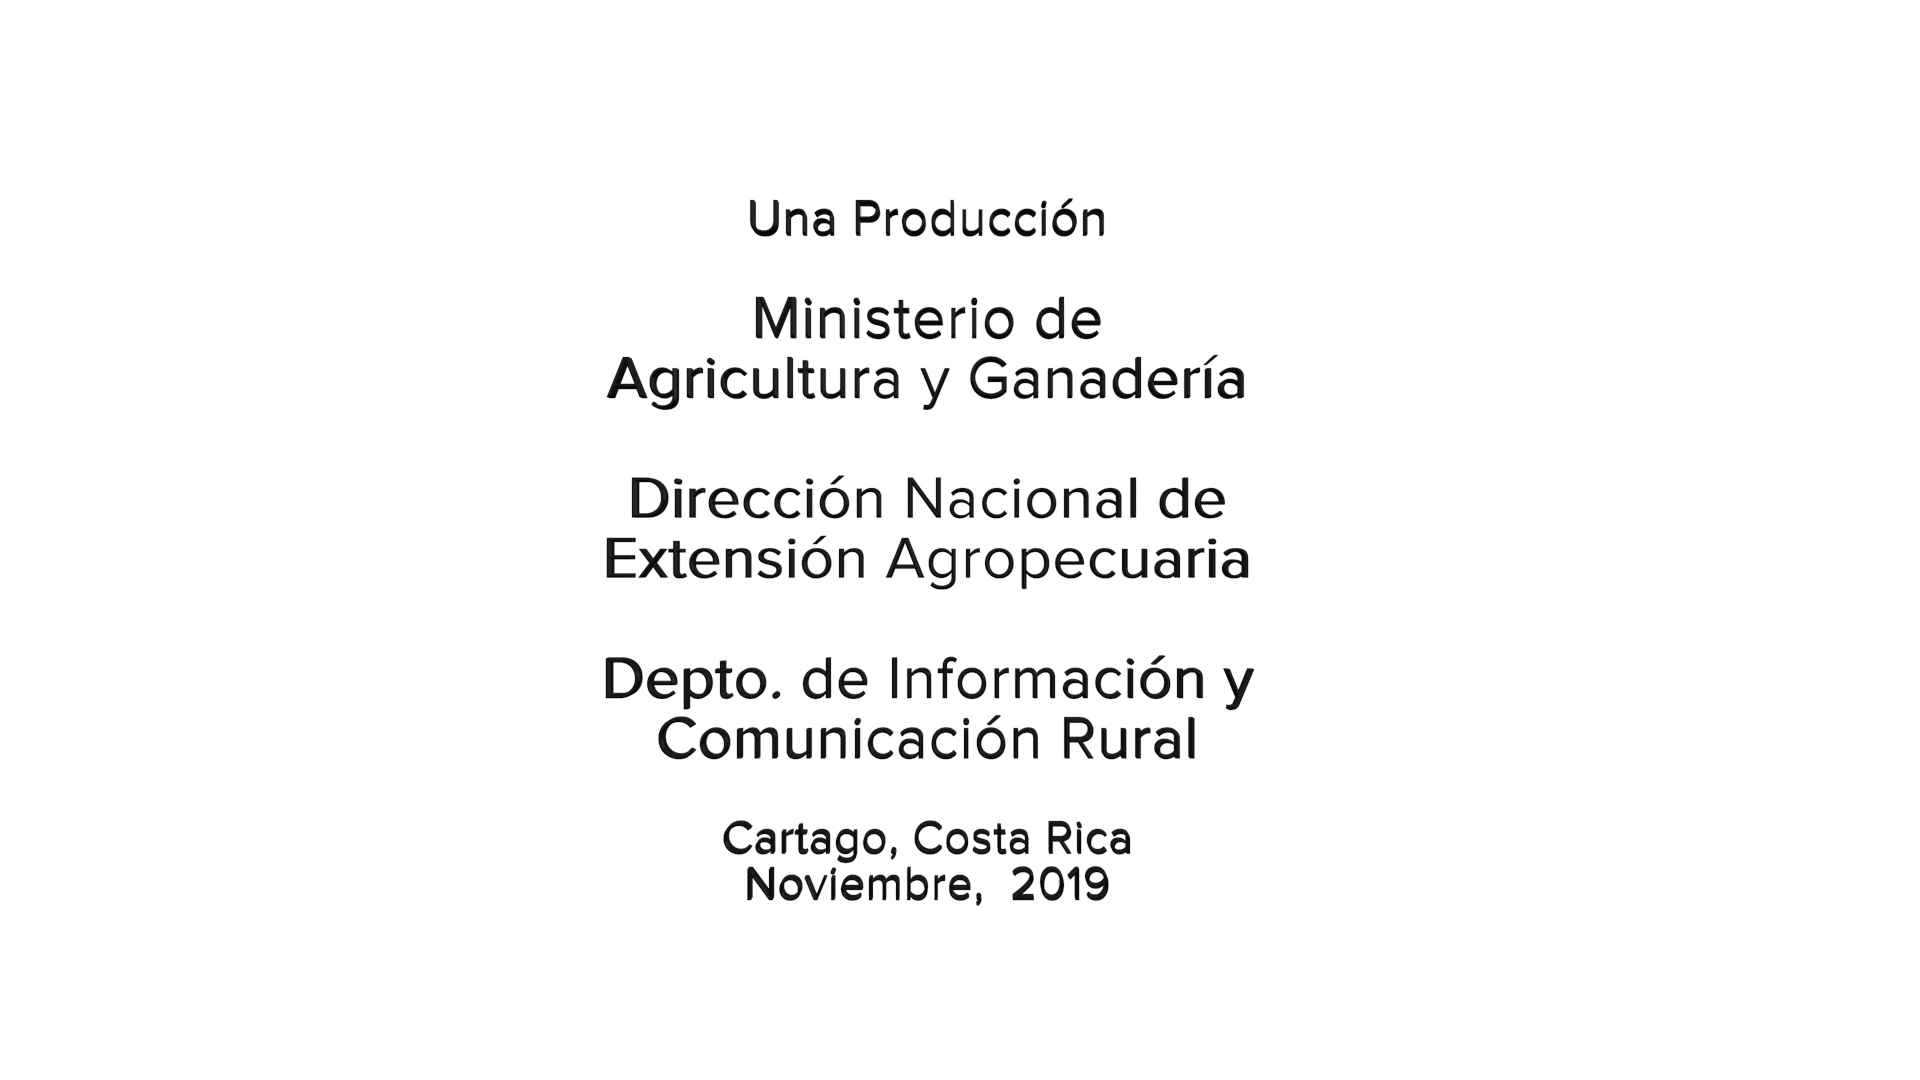 Una Producción
Ministerio de
Agricultura y Ganadería
Dirección Nacional de
Extensión Agropecuaria
Depto. de Información y
Comunicación Rural
Cartago, Costa Rica
Noviembre,  2019